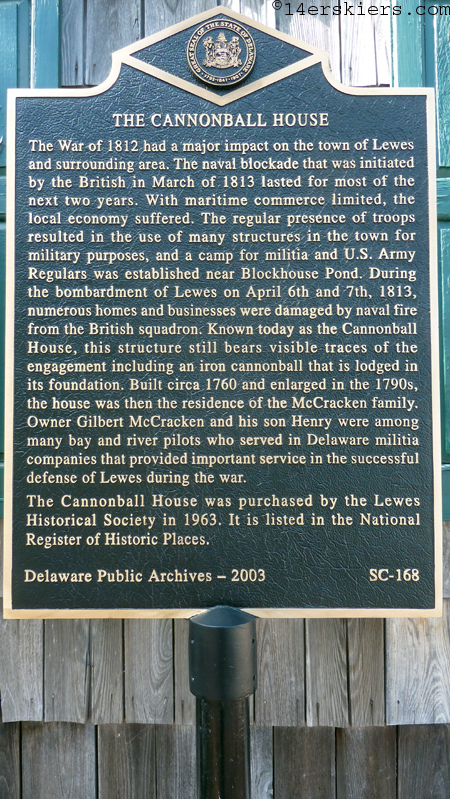 ©14erskiers.com
GREAT SEAL OF THE STATE OF DELAWARE
THE CANNONBALL HOUSE
The War of 1812 had a major impact on the town of Lewes
and surrounding area. The naval blockade that was initiated
by the British in March of 1813 lasted for most of the
next two years. With maritime commerce limited, the
local economy suffered. The regular presence of troops
resulted in the use of many structures in the town for
military purposes, and a camp for militia and U.S. Army
Regulars was established near Blockhouse Pond. During
the bombardment of Lewes on April 6th and 7th, 1813,
numerous homes and businesses were damaged by naval fire
from the British squadron. Known today as the Cannonball
House, this structure still bears visible traces of the
engagement including an iron cannonball that is lodged in
its foundation. Built circa 1760 and enlarged in the 1790s,
the house was then the residence of the McCracken family.
Owner Gilbert McCracken and his son Henry were among
many bay and river pilots who served in Delaware militia
companies that provided important service in the successful
defense of Lewes during the war.
The Cannonball House was purchased by the Lewes
Historical Society in 1963. It is listed in the National
Register of Historic Places.
Delaware Public Archives – 2003 SC-168